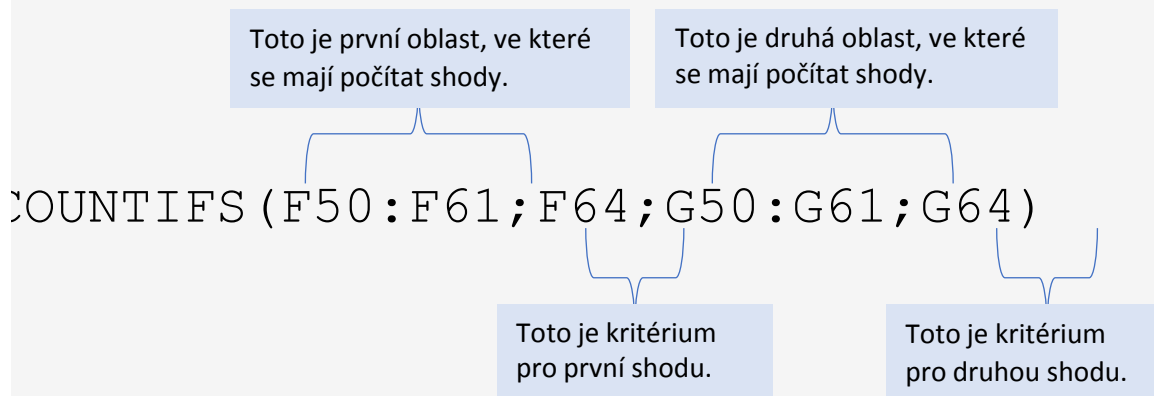 Toto je první oblast, ve které
se mají počítat shody.
Toto je druhá oblast, ve které
se mají počítat shody.
COUNTIFS(F50:F61;F64;G50:G61;G64)
Toto je kritérium
pro první shodu.
Toto je kritérium
pro druhou shodu.